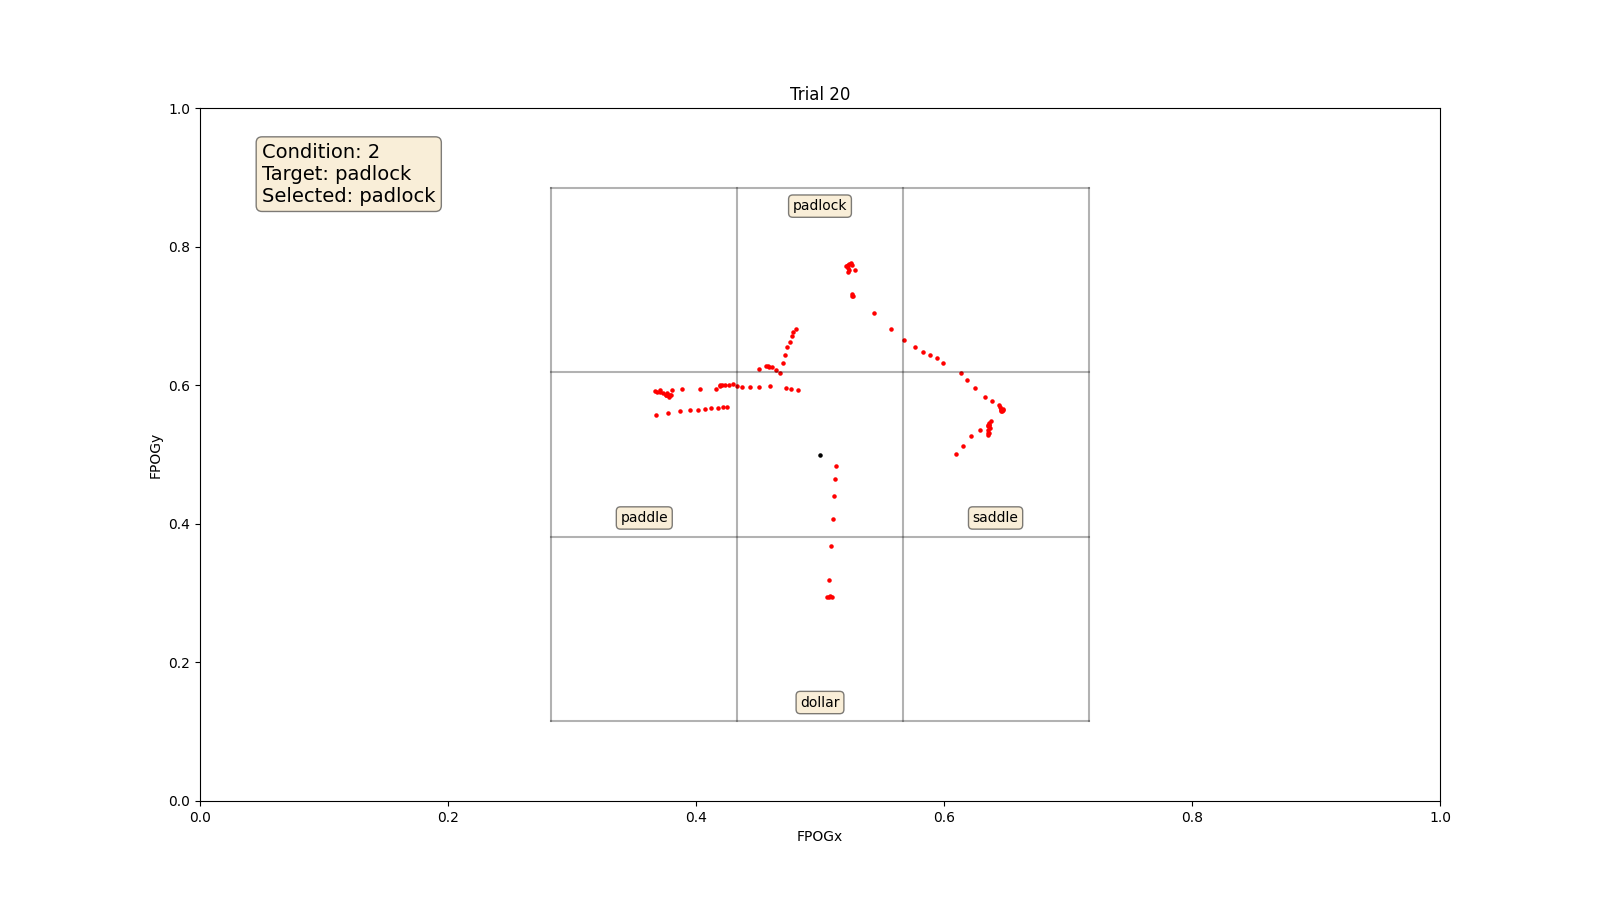 Trial 20
1.0
Condition: 2
Target: padlock
Selected: padlock
padlock
0.8
0.6
FPOGy
paddle
saddle
0.4
dollar
0.2
0.0
0.0 0.2 0.4 0.6 0.8 1.0
FPOGx